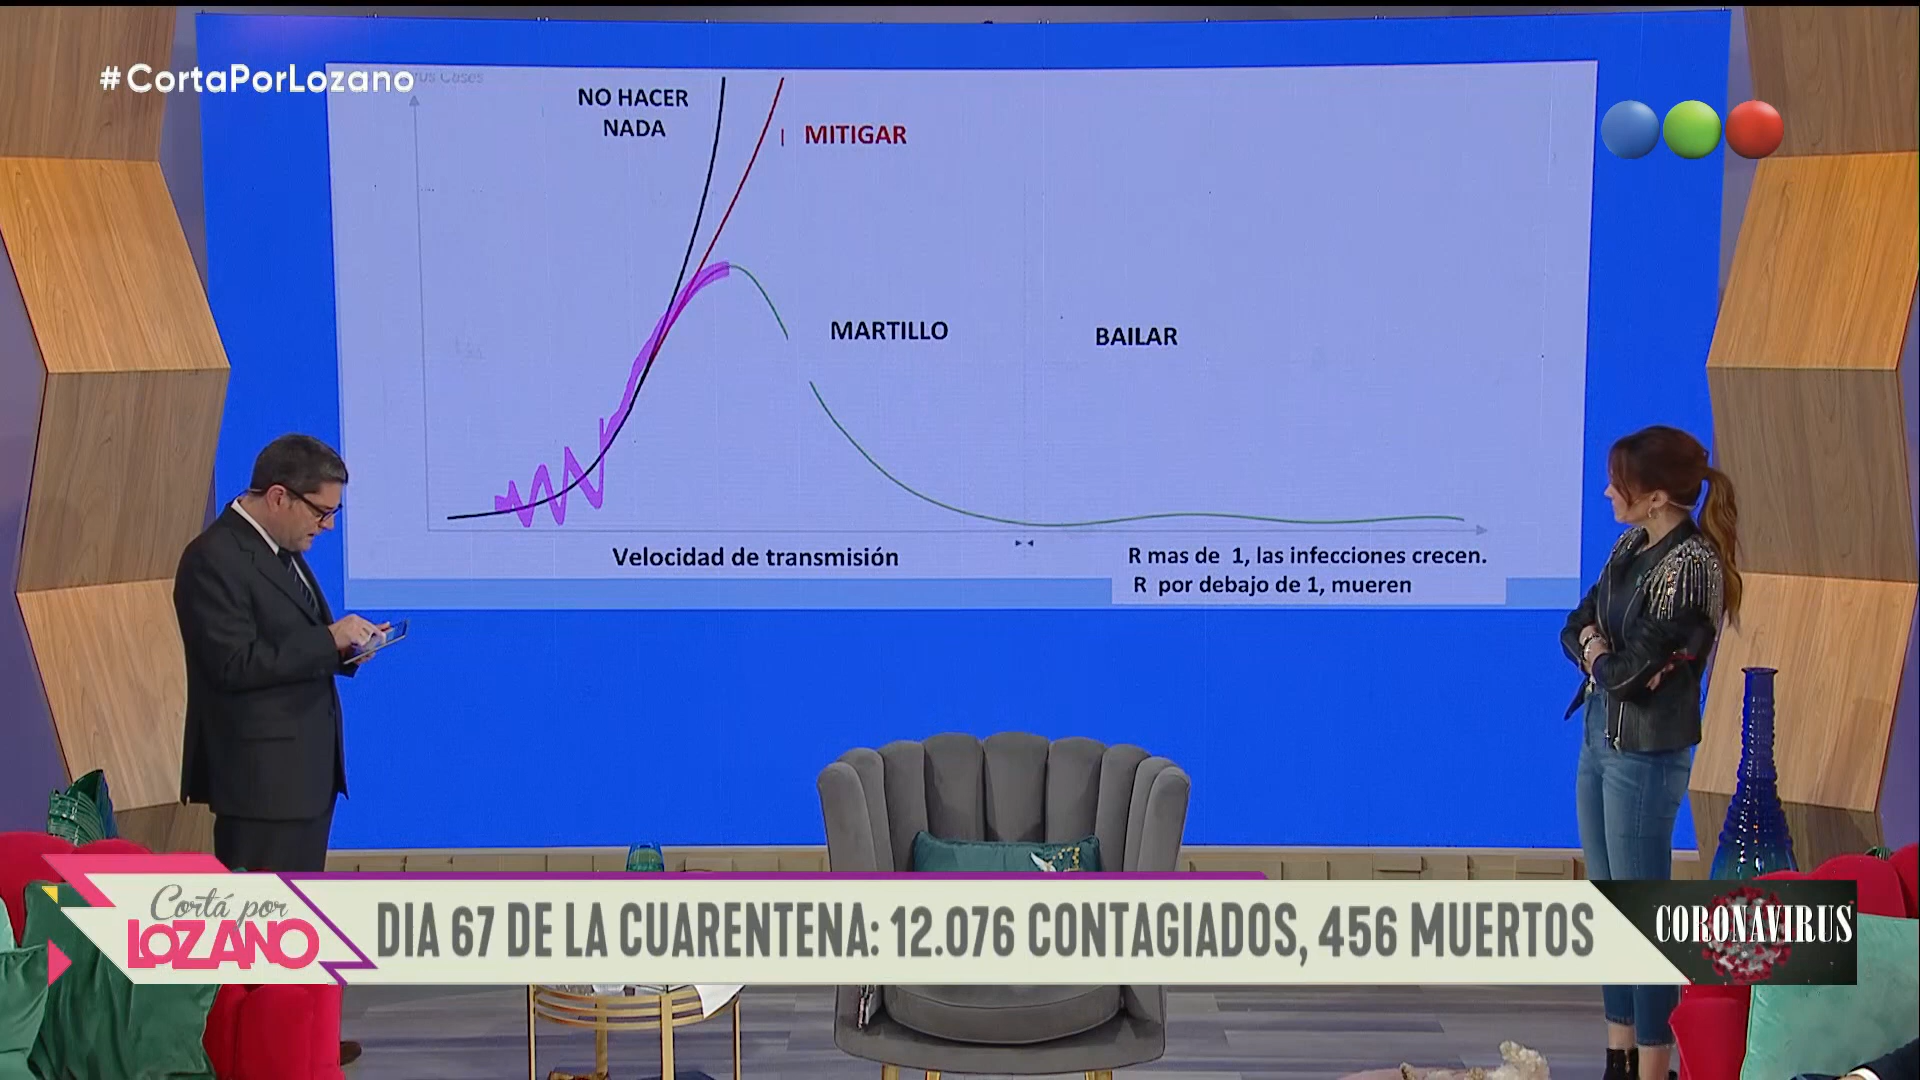 #CortaPorLozano
NO HACER
NADA
MITIGAR
MARTILLO
BAILAR
Velocidad de transmisión
R mas de 1, las infecciones crecen.
R por debajo de 1, mueren
Cortá por
LOZANO
DIA 67 DE LA CUARENTENA: 12.076 CONTAGIADOS, 456 MUERTOS
CORONAVIRUS